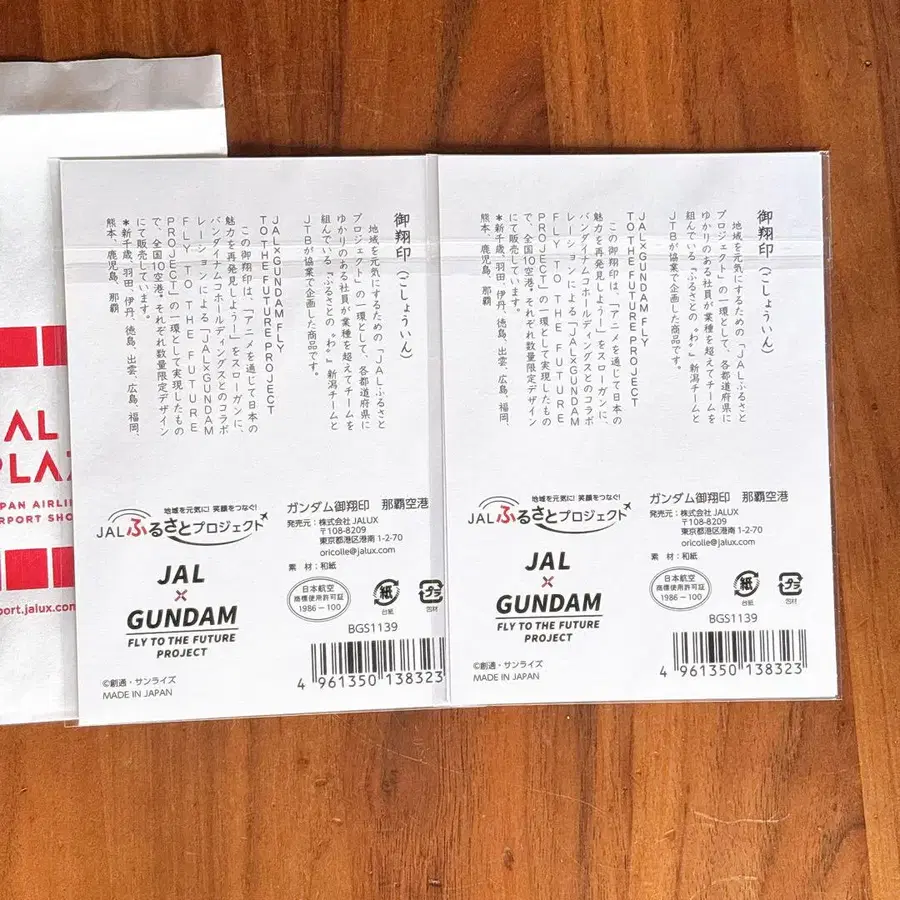 AL
PLAZ
PAN AIRLIN
RPORT SHO
port.jalux.com
御翔印（ごしょういん）
地域を元気にするための「JALふるさと
プロジェクト」の一環として、各都道府県に
ゆかりのある社員が業種を超えてチームを
組んでいる「ふるさとの〝わ〟」新潟チームと
JTBが協業で企画した商品です。
JAL×GUNDAM FLY
TO THE FUTURE PROJECT
この御翔印は、「アニメを通じて日本の
魅力を再発見しよう！」をスローガンに、
バンダイナムコホールディングスとのコラボ
レーションによる「JAL×GUNDAM
FLY TO THE FUTURE
PROJECT」の一環として実現したもの
で、全国10空港*それぞれ数量限定デザイン
にて販売しています。
*新千歳、羽田、伊丹、徳島、出雲、広島、福岡、
熊本、鹿児島、那覇
地域を元気に！笑顔をつなぐ！
JALふるさとプロジェクト
JAL
×
GUNDAM
FLY TO THE FUTURE
PROJECT
©創通・サンライズ
MADE IN JAPAN
ガンダム御翔印 那覇空港
発売元：株式会社 JALUX
〒108-8209
東京都港区港南 1-2-70
oricolle@jalux.com
素 材：和紙
日本航空
商標使用許可証
1986－100
紙
台紙
プラ
包材
BGS1139
4 961350 138323
御翔印（ごしょういん）
地域を元気にするための「JALふるさと
プロジェクト」の一環として、各都道府県に
ゆかりのある社員が業種を超えてチームを
組んでいる「ふるさとの〝わ〟」新潟チームと
JTBが協業で企画した商品です。
JAL×GUNDAM FLY
TO THE FUTURE PROJECT
この御翔印は、「アニメを通じて日本の
魅力を再発見しよう！」をスローガンに、
バンダイナムコホールディングスとのコラボ
レーションによる「JAL×GUNDAM
FLY TO THE FUTURE
PROJECT」の一環として実現したもの
で、全国10空港*それぞれ数量限定デザイン
にて販売しています。
*新千歳、羽田、伊丹、徳島、出雲、広島、福岡、
熊本、鹿児島、那覇
地域を元気に！笑顔をつなぐ！
JALふるさとプロジェクト
JAL
×
GUNDAM
FLY TO THE FUTURE
PROJECT
©創通・サンライズ
MADE IN JAPAN
ガンダム御翔印 那覇空港
発売元：株式会社 JALUX
〒108-8209
東京都港区港南 1-2-70
oricolle@jalux.com
素 材：和紙
日本航空
商標使用許可証
1986－100
紙
台紙
プラ
包材
BGS1139
4 961350 138323